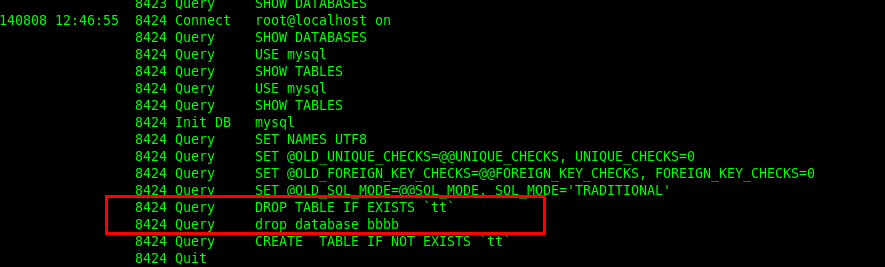 8423 Query SHOW DATABASES
140808 12:46:55 8424 Connect root@localhost on
8424 Query SHOW DATABASES
8424 Query USE mysql
8424 Query SHOW TABLES
8424 Query USE mysql
8424 Query SHOW TABLES
8424 Init DB mysql
8424 Query SET NAMES UTF8
8424 Query SET @OLD_UNIQUE_CHECKS=@@UNIQUE_CHECKS, UNIQUE_CHECKS=0
8424 Query SET @OLD_FOREIGN_KEY_CHECKS=@@FOREIGN_KEY_CHECKS, FOREIGN_KEY_CHECKS=0
8424 Query SET @OLD_SQL_MODE=@@SQL_MODE, SQL_MODE='TRADITIONAL'
8424 Query DROP TABLE IF EXISTS `tt`
8424 Query drop database bbbb
8424 Query CREATE  TABLE IF NOT EXISTS `tt`
8424 Quit